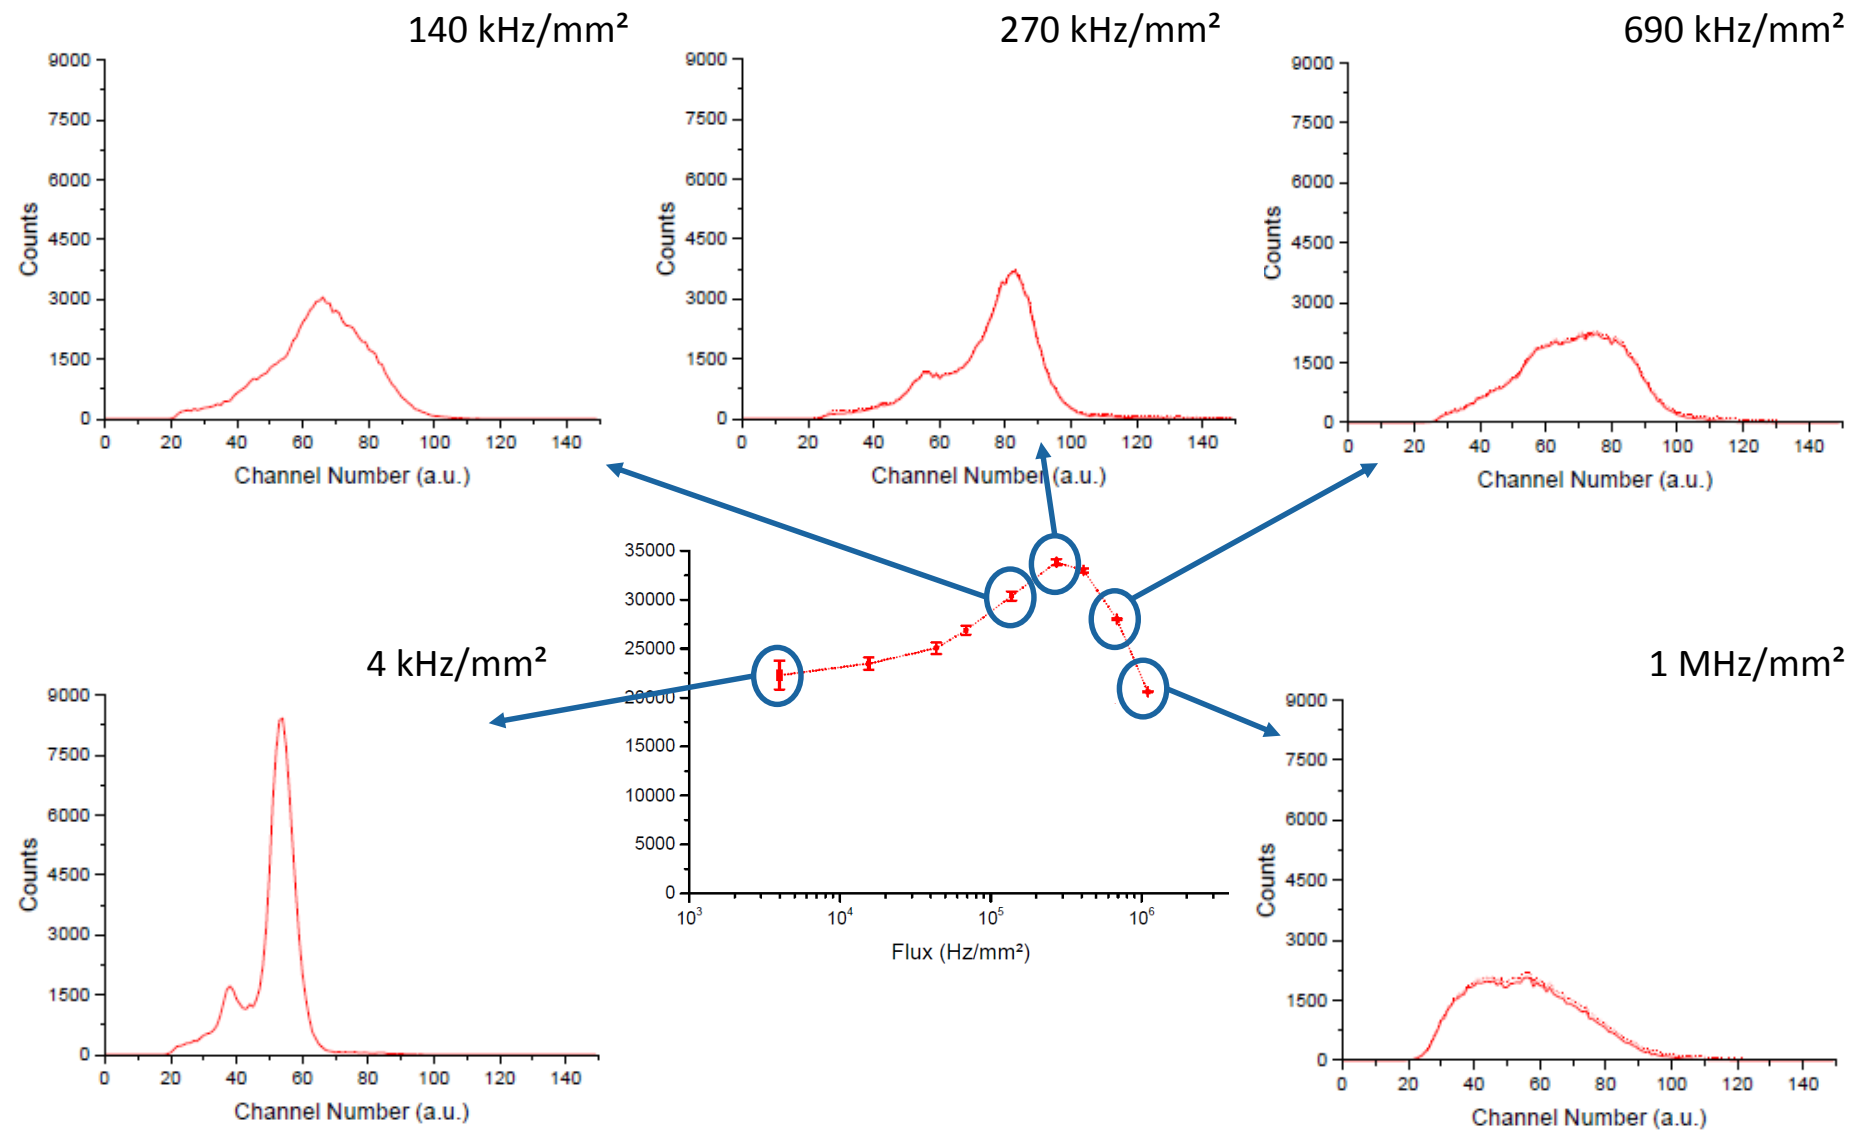 140 kHz/mm²
9000
7500
6000
4500
3000
1500
0
Counts
0 20 40 60 80 100 120 140
Channel Number (a.u.)
270 kHz/mm²
9000
7500
6000
4500
3000
1500
0
Counts
0 20 40 60 80 100 120 140
Channel Number (a.u.)
690 kHz/mm²
9000
7500
6000
4500
3000
1500
0
Counts
0 20 40 60 80 100 120 140
Channel Number (a.u.)
35000
30000
25000
20000
15000
10000
5000
0
10³ 10⁴ 10⁵ 10⁶
Flux (Hz/mm²)
4 kHz/mm²
9000
7500
6000
4500
3000
1500
0
Counts
0 20 40 60 80 100 120 140
Channel Number (a.u.)
1 MHz/mm²
9000
7500
6000
4500
3000
1500
0
Counts
0 20 40 60 80 100 120 140
Channel Number (a.u.)